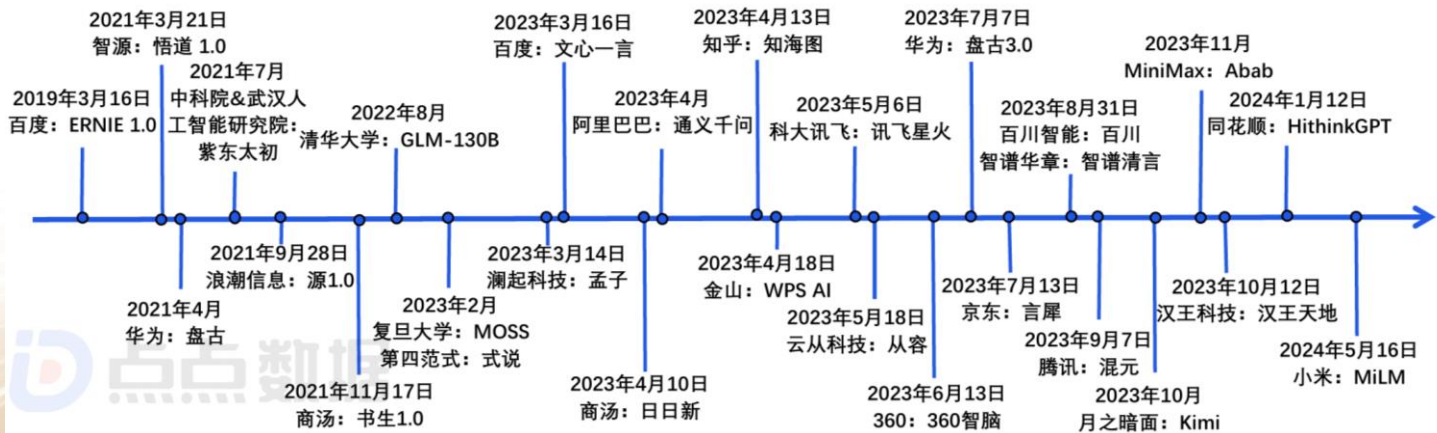 2019年3月16日
百度：ERNIE 1.0
2021年3月21日
智源：悟道 1.0
2021年4月
华为：盘古
2021年7月
中科院&武汉人
工智能研究院：
紫东太初
2021年9月28日
浪潮信息：源1.0
2021年11月17日
商汤：书生1.0
2022年8月
清华大学：GLM-130B
2023年2月
复旦大学：MOSS
第四范式：式说
2023年3月14日
澜起科技：孟子
2023年3月16日
百度：文心一言
2023年4月10日
商汤：日日新
2023年4月
阿里巴巴：通义千问
2023年4月13日
知乎：知海图
2023年4月18日
金山：WPS AI
2023年5月6日
科大讯飞：讯飞星火
2023年5月18日
云从科技：从容
2023年6月13日
360：360智脑
2023年7月7日
华为：盘古3.0
2023年7月13日
京东：言犀
2023年8月31日
百川智能：百川
智谱华章：智谱清言
2023年9月7日
腾讯：混元
2023年10月
月之暗面：Kimi
2023年11月
MiniMax：Abab
2023年10月12日
汉王科技：汉王天地
2024年1月12日
同花顺：HithinkGPT
2024年5月16日
小米：MiLM
点点数据